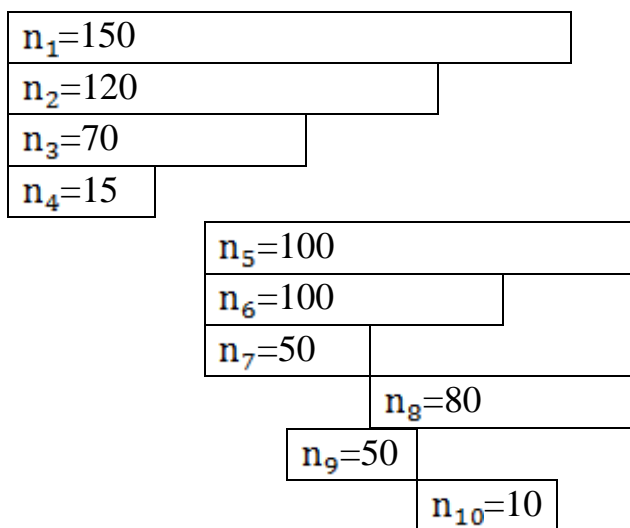 n₁=150
n₂=120
n₃=70
n₄=15
n₅=100
n₆=100
n₇=50
n₈=80
n₉=50
n₁₀=10